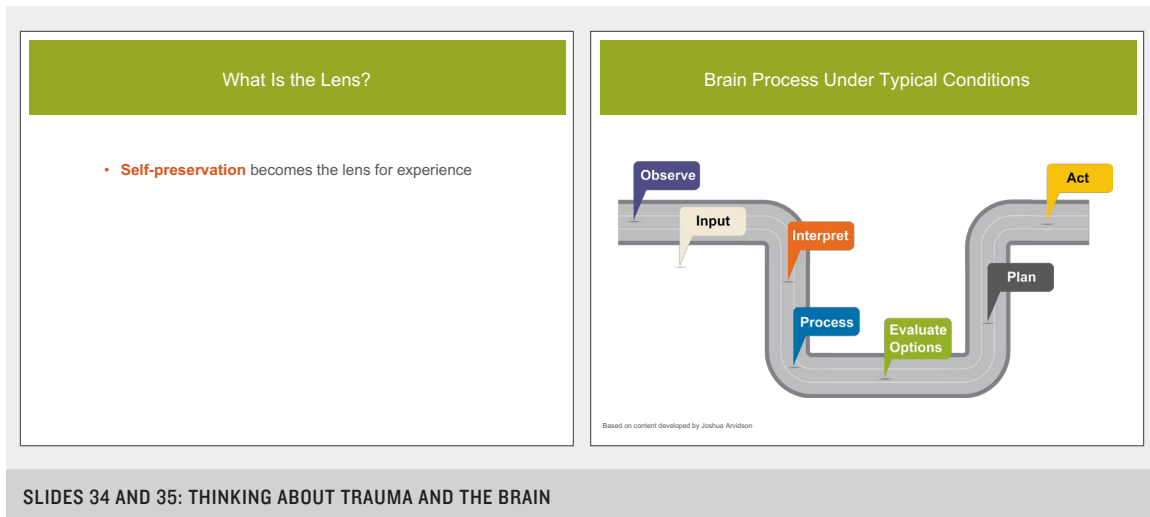 What Is the Lens?
• Self-preservation becomes the lens for experience
Brain Process Under Typical Conditions
Observe
Input
Interpret
Process
Evaluate
Options
Plan
Act
Based on content developed by Joshua Arvidson
SLIDES 34 AND 35: THINKING ABOUT TRAUMA AND THE BRAIN